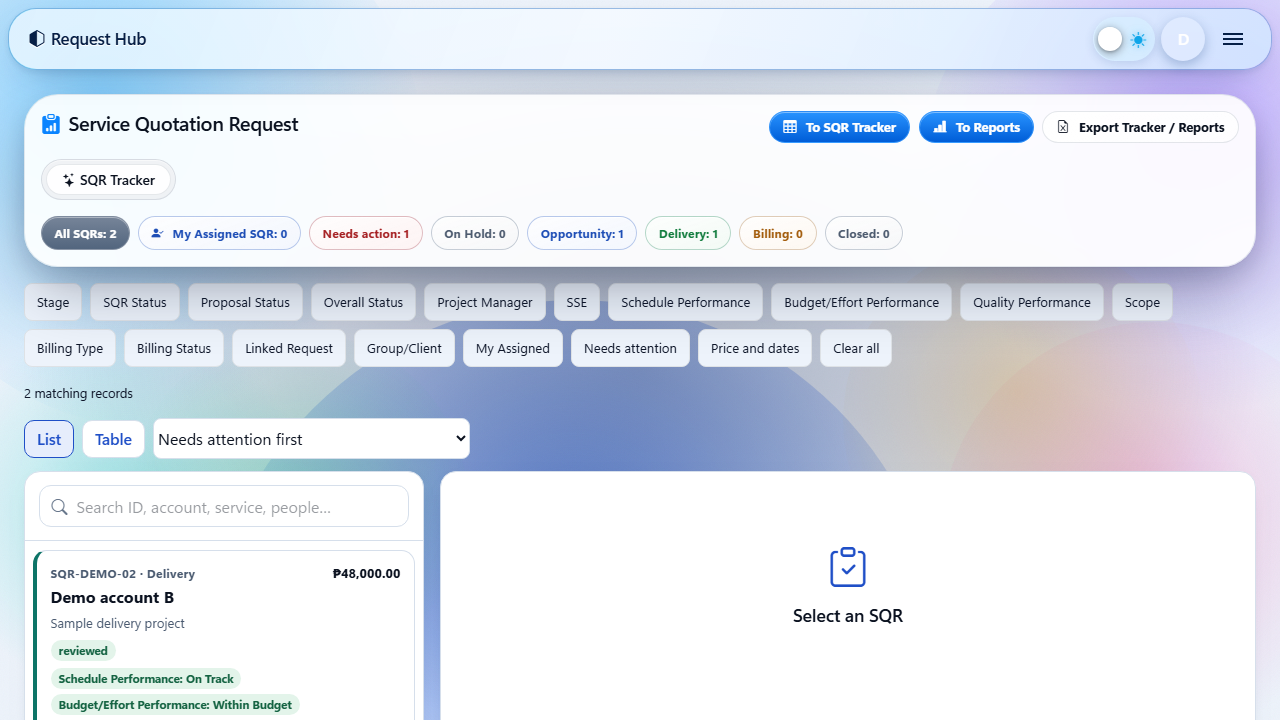 Request Hub
D
Service Quotation Request
To SQR Tracker
To Reports
Export Tracker / Reports
SQR Tracker
All SQRs: 2
My Assigned SQR: 0
Needs action: 1
On Hold: 0
Opportunity: 1
Delivery: 1
Billing: 0
Closed: 0
Stage
SQR Status
Proposal Status
Overall Status
Project Manager
SSE
Schedule Performance
Budget/Effort Performance
Quality Performance
Scope
Billing Type
Billing Status
Linked Request
Group/Client
My Assigned
Needs attention
Price and dates
Clear all
2 matching records
List
Table
Needs attention first
Search ID, account, service, people...
SQR-DEMO-02 · Delivery
₱48,000.00
Demo account B
Sample delivery project
reviewed
Schedule Performance: On Track
Budget/Effort Performance: Within Budget
Select an SQR